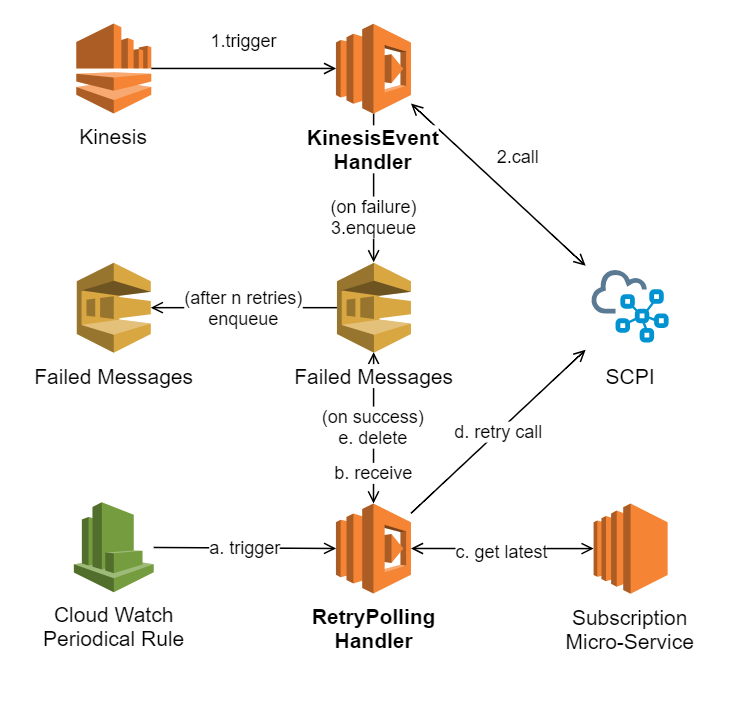 1.trigger
Kinesis
KinesisEvent
Handler
2.call
(on failure)
3.enqueue
(after n retries)
enqueue
Failed Messages
Failed Messages
SCPI
(on success)
e. delete
d. retry call
b. receive
a. trigger
c. get latest
Cloud Watch
Periodical Rule
RetryPolling
Handler
Subscription
Micro-Service